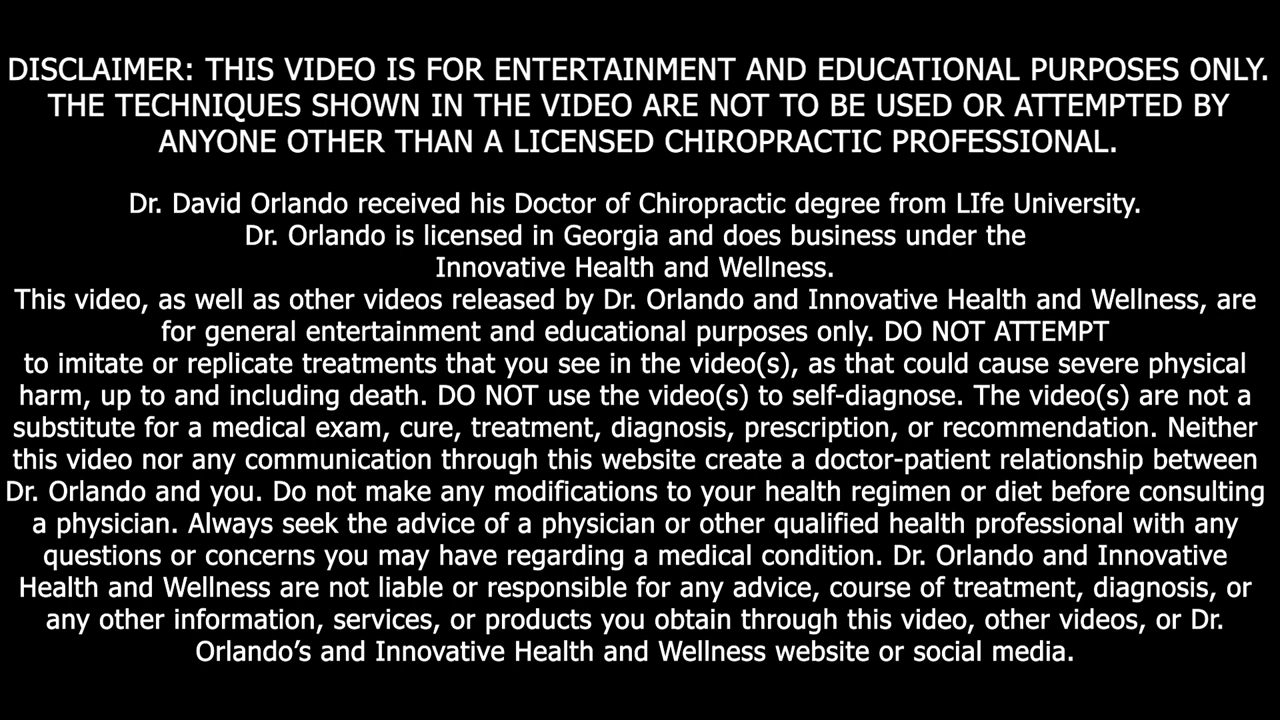 DISCLAIMER: THIS VIDEO IS FOR ENTERTAINMENT AND EDUCATIONAL PURPOSES ONLY.
THE TECHNIQUES SHOWN IN THE VIDEO ARE NOT TO BE USED OR ATTEMPTED BY
ANYONE OTHER THAN A LICENSED CHIROPRACTIC PROFESSIONAL.
Dr. David Orlando received his Doctor of Chiropractic degree from LIfe University.
Dr. Orlando is licensed in Georgia and does business under the
Innovative Health and Wellness.
This video, as well as other videos released by Dr. Orlando and Innovative Health and Wellness, are
for general entertainment and educational purposes only. DO NOT ATTEMPT
to imitate or replicate treatments that you see in the video(s), as that could cause severe physical
harm, up to and including death. DO NOT use the video(s) to self-diagnose. The video(s) are not a
substitute for a medical exam, cure, treatment, diagnosis, prescription, or recommendation. Neither
this video nor any communication through this website create a doctor-patient relationship between
Dr. Orlando and you. Do not make any modifications to your health regimen or diet before consulting
a physician. Always seek the advice of a physician or other qualified health professional with any
questions or concerns you may have regarding a medical condition. Dr. Orlando and Innovative
Health and Wellness are not liable or responsible for any advice, course of treatment, diagnosis, or
any other information, services, or products you obtain through this video, other videos, or Dr.
Orlando’s and Innovative Health and Wellness website or social media.